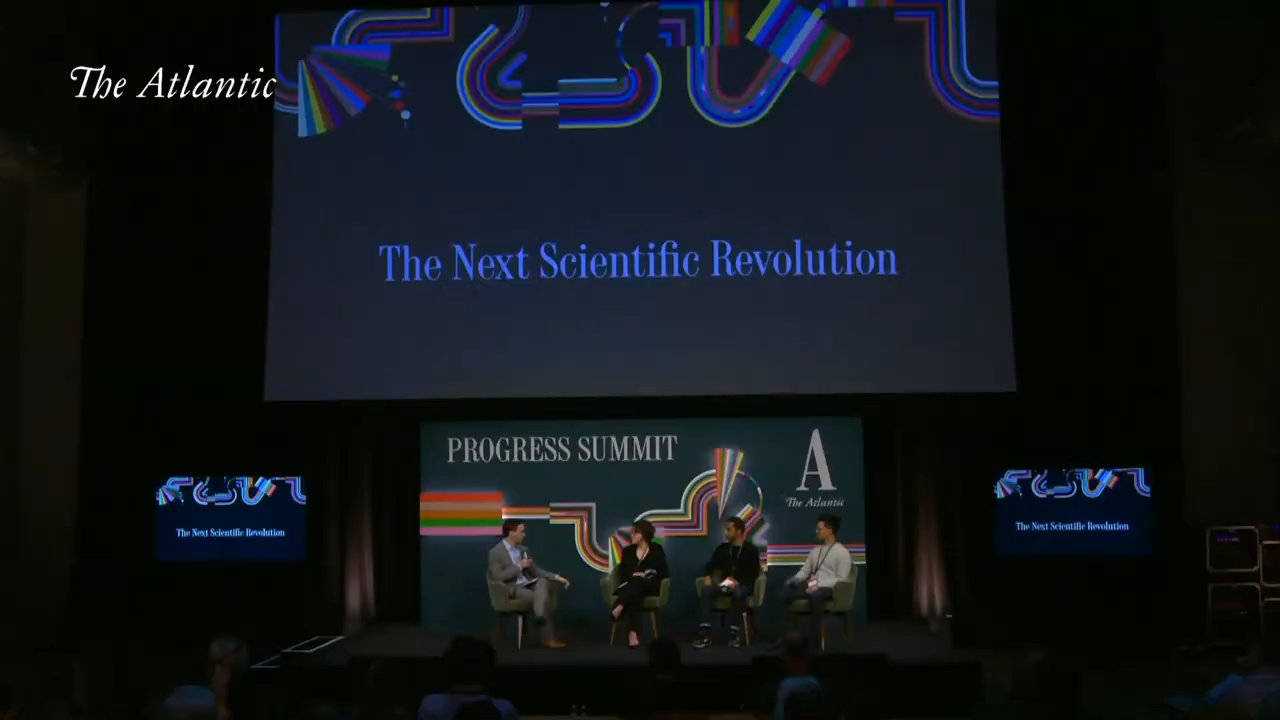 The Atlantic
The Next Scientific Revolution
PROGRESS SUMMIT
A
The Atlantic
The Next Scientific Revolution
The Next Scientific Revolution